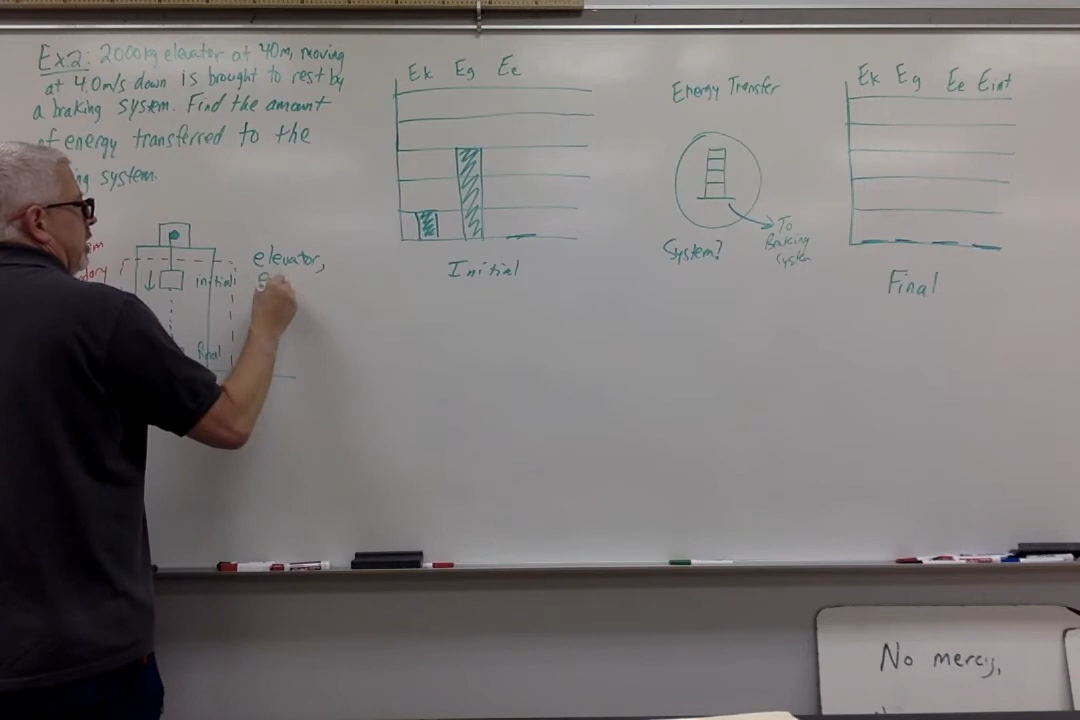 Ex.2: 2000kg elevator at 40m, moving
at 4.0m/s down is brought to rest by
a braking system. Find the amount
of energy transferred to the
system.
initial
final
elevator,
Ek Eg Ee
Initial
Energy Transfer
To
Braking
System
System?
Ek Eg Ee Eint
Final
No mercy,